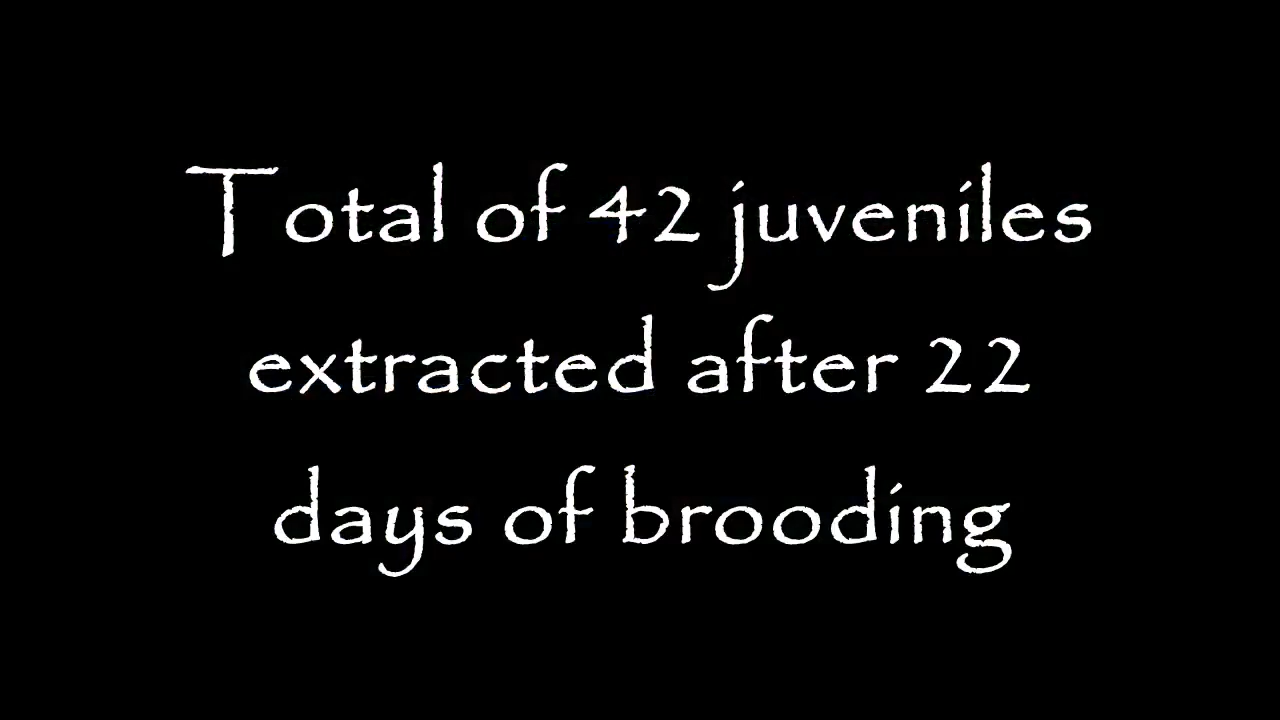 Total of 42 juveniles
extracted after 22
days of brooding